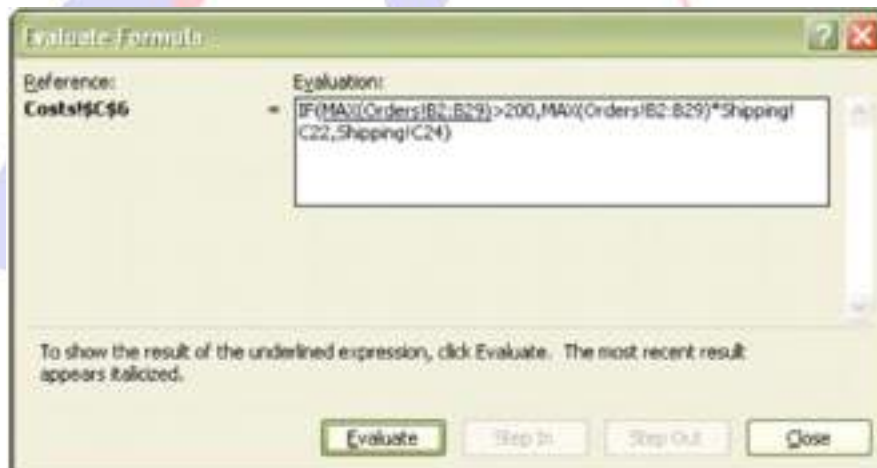 Evaluate Formula
Reference:
Evaluation:
Costs!$C$6
=
IF(MAX(Orders!B2:B29)>200,MAX(Orders!B2:B29)*Shipping!
C22,Shipping!C24)
To show the result of the underlined expression, click Evaluate. The most recent result
appears italicized.
Evaluate
Step In
Step Out
Close